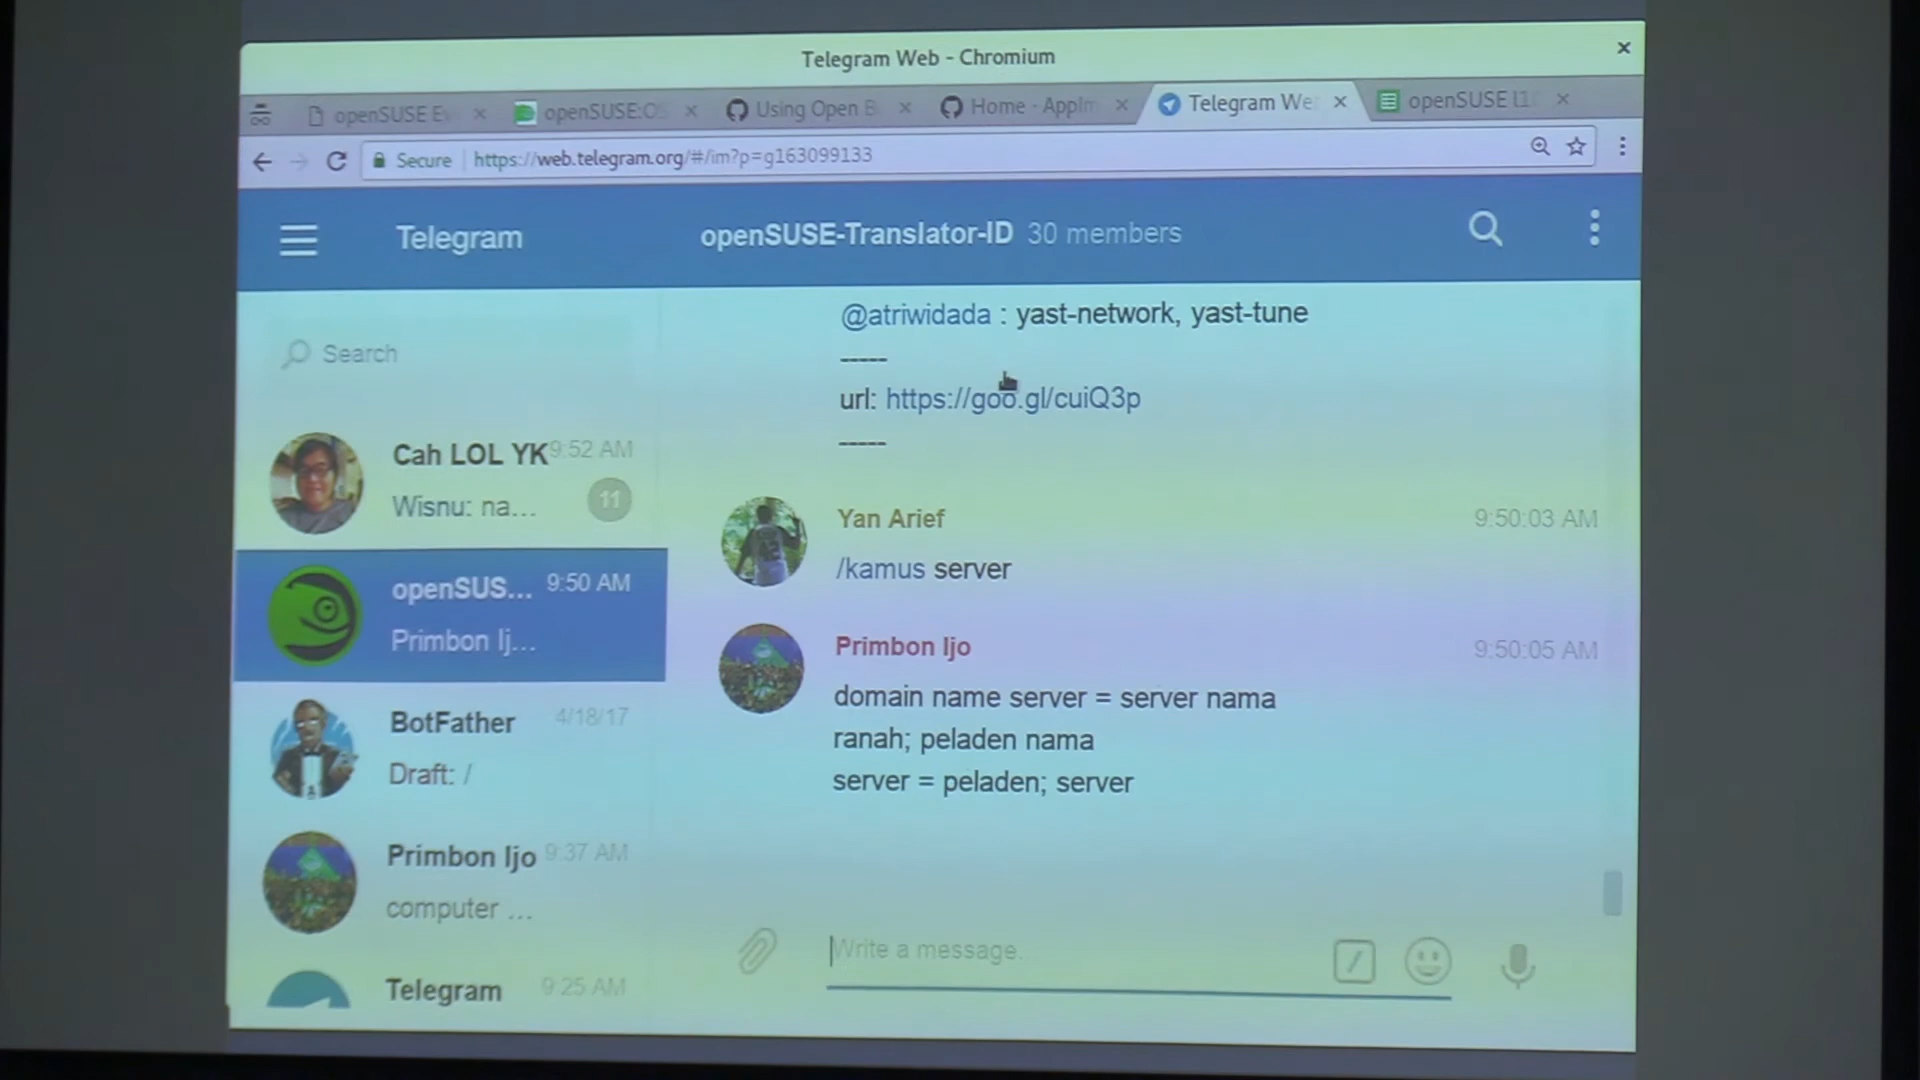 Telegram Web - Chromium
openSUSE Ev
openSUSE:OS
Using Open B
Home · AppIm
Telegram We
openSUSE l10
Secure https://web.telegram.org/#/im?p=g163099133
Telegram
openSUSE-Translator-ID 30 members
Search
Cah LOL YK 9:52 AM
Wisnu: na... 11
openSUS... 9:50 AM
Primbon Ij...
BotFather 4/18/17
Draft: /
Primbon Ijo 9:37 AM
computer ...
Telegram 9:25 AM
@atriwidada : yast-network, yast-tune
-----
url: https://goo.gl/cuiQ3p
-----
Yan Arief 9:50:03 AM
/kamus server
Primbon Ijo 9:50:05 AM
domain name server = server nama
ranah; peladen nama
server = peladen; server
Write a message.